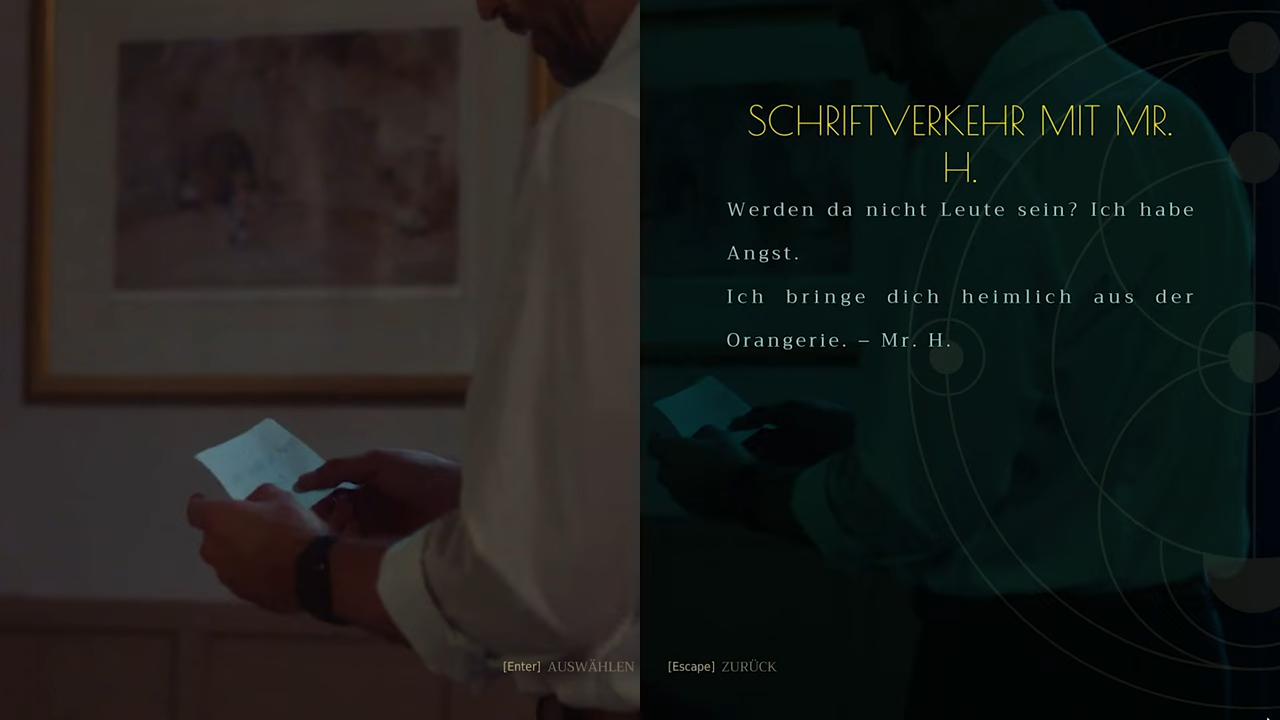 SCHRIFTVERKEHR MIT MR.
H.
Werden da nicht Leute sein? Ich habe
Angst.
Ich bringe dich heimlich aus der
Orangerie. – Mr. H.
[Enter] AUSWÄHLEN
[Escape] ZURÜCK